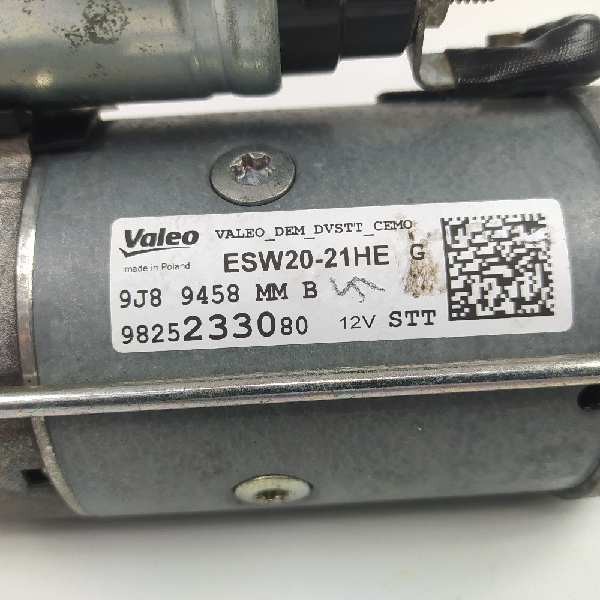 Valeo VALEO_DEM_DVSTT_CEMO
made in Poland ESW20-21HE G
9J8 9458 MM B
9825233080 12V STT